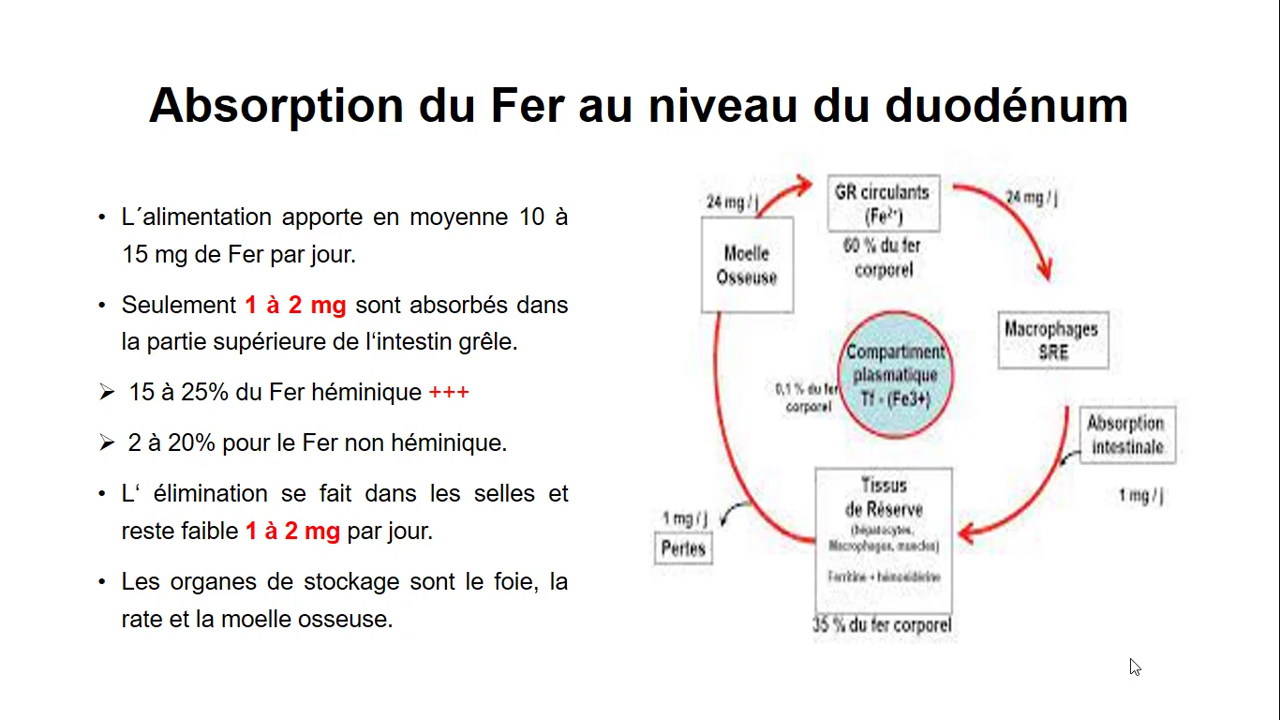 Absorption du Fer au niveau du duodénum
• L´alimentation apporte en moyenne 10 à
15 mg de Fer par jour.
• Seulement 1 à 2 mg sont absorbés dans
la partie supérieure de l‘intestin grêle.
➢ 15 à 25% du Fer héminique +++
➢ 2 à 20% pour le Fer non héminique.
• L‘ élimination se fait dans les selles et
reste faible 1 à 2 mg par jour.
• Les organes de stockage sont le foie, la
rate et la moelle osseuse.
24 mg / j
GR circulants
(Fe²⁺)
60 % du fer
corporel
24 mg / j
Moelle
Osseuse
Macrophages
SRE
Compartiment
plasmatique
Tf - (Fe3+)
0,1 % du fer
corporel
Absorption
intestinale
1 mg / j
Tissus
de Réserve
(hépatocytes,
Macrophages, muscles)
Ferritine + hémosidérine
35 % du fer corporel
1 mg / j
Pertes